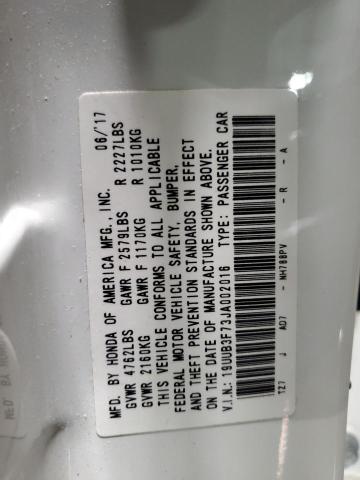 MFD. BY HONDA OF AMERICA MFG., INC. 06/'17
GVWR 4762LBS GAWR F 2579LBS R 2227LBS
GVWR 2160KG GAWR F 1170KG R 1010KG
THIS VEHICLE CONFORMS TO ALL APPLICABLE
FEDERAL MOTOR VEHICLE SAFETY, BUMPER,
AND THEFT PREVENTION STANDARDS IN EFFECT
ON THE DATE OF MANUFACTURE SHOWN ABOVE.
V.I.N.: 19UUB3F73JA002016 TYPE: PASSENGER CAR
TZ7 J AD7 - NH788PV - R - A